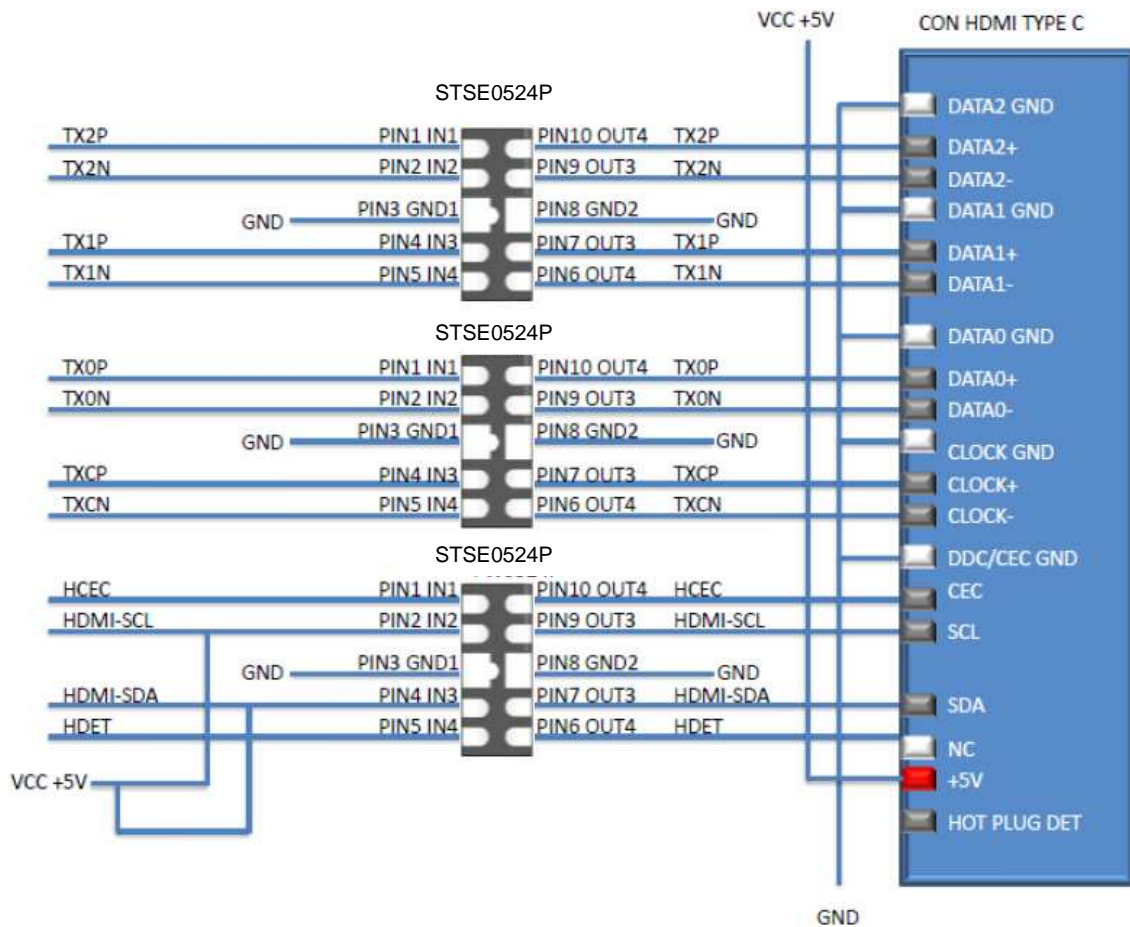 VCC +5V CON HDMI TYPE C
STSE0524P
DATA2 GND
TX2P PIN1 IN1 PIN10 OUT4 TX2P DATA2+
TX2N PIN2 IN2 PIN9 OUT3 TX2N DATA2-
GND PIN3 GND1 PIN8 GND2 GND DATA1 GND
TX1P PIN4 IN3 PIN7 OUT3 TX1P DATA1+
TX1N PIN5 IN4 PIN6 OUT4 TX1N DATA1-
STSE0524P DATA0 GND
TX0P PIN1 IN1 PIN10 OUT4 TX0P DATA0+
TX0N PIN2 IN2 PIN9 OUT3 TX0N DATA0-
GND PIN3 GND1 PIN8 GND2 GND CLOCK GND
TXCP PIN4 IN3 PIN7 OUT3 TXCP CLOCK+
TXCN PIN5 IN4 PIN6 OUT4 TXCN CLOCK-
STSE0524P DDC/CEC GND
HCEC PIN1 IN1 PIN10 OUT4 HCEC CEC
HDMI-SCL PIN2 IN2 PIN9 OUT3 HDMI-SCL SCL
GND PIN3 GND1 PIN8 GND2 GND
HDMI-SDA PIN4 IN3 PIN7 OUT3 HDMI-SDA SDA
HDET PIN5 IN4 PIN6 OUT4 HDET
NC
VCC +5V +5V
HOT PLUG DET
GND